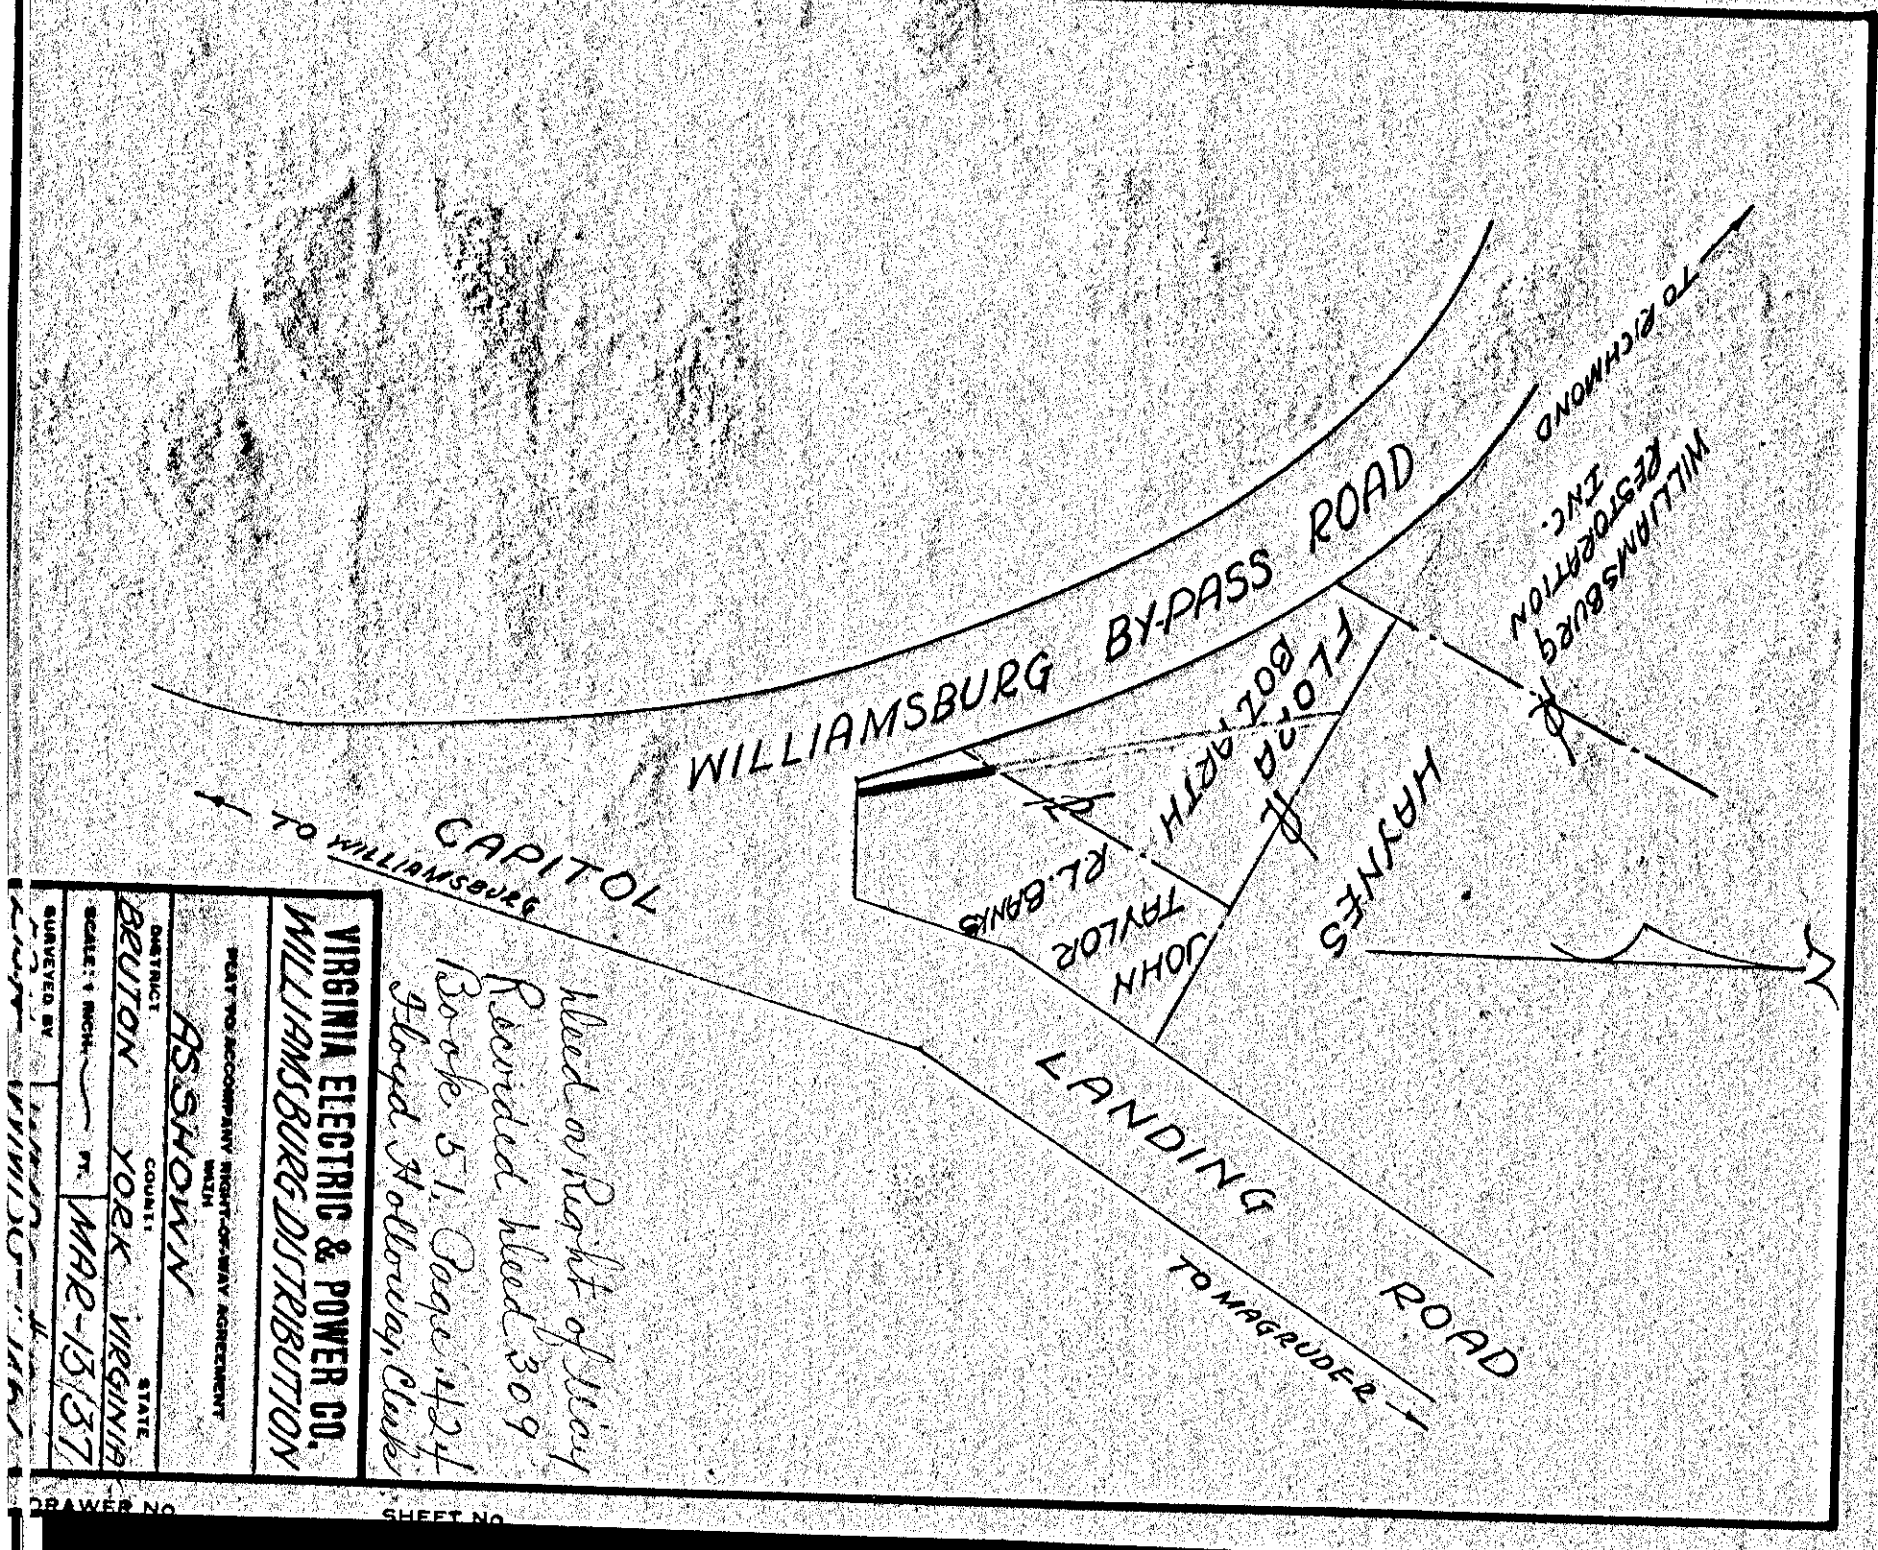 TO RICHMOND
WILLIAMSBURG
RESTORATION
INC.
WILLIAMSBURG BY-PASS ROAD
FLORA
BOZARTH
HAYNES
R.L. BANKS
JOHN
TAYLOR
CAPITOL LANDING ROAD
TO WILLIAMSBURG
TO MAGRUDER
Deed or Right of Way
Recorded Deed 309
Book 51, Page 424
Floyd Holloway, Clerk
VIRGINIA ELECTRIC & POWER CO.
WILLIAMSBURG DISTRIBUTION
PLAT TO ACCOMPANY RIGHT-OF-WAY AGREEMENT
WITH
AS SHOWN
DISTRICT COUNTY STATE
BRUTON YORK VIRGINIA
SCALE: 1 INCH FT. MAR-15-37
SURVEYED BY
DRAWER NO SHEET NO